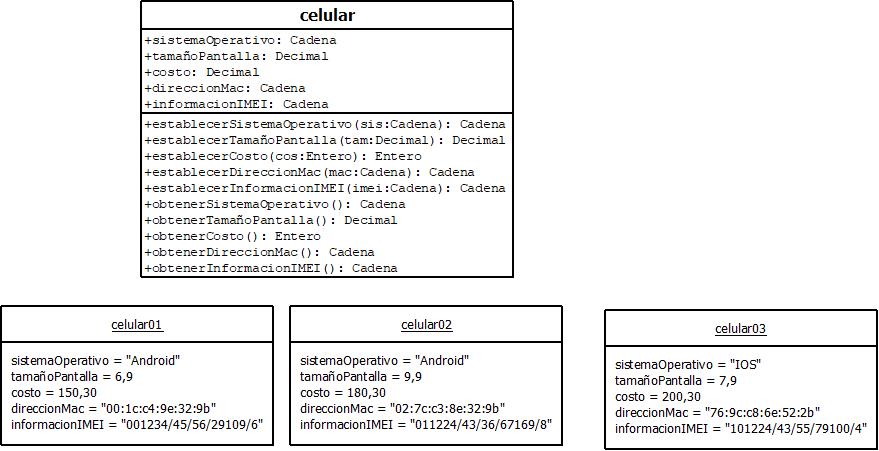 celular
+sistemaOperativo: Cadena
+tamañoPantalla: Decimal
+costo: Decimal
+direccionMac: Cadena
+informacionIMEI: Cadena
+establecerSistemaOperativo(sis:Cadena): Cadena
+establecerTamañoPantalla(tam:Decimal): Decimal
+establecerCosto(cos:Entero): Entero
+establecerDireccionMac(mac:Cadena): Cadena
+establecerInformacionIMEI(imei:Cadena): Cadena
+obtenerSistemaOperativo(): Cadena
+obtenerTamañoPantalla(): Decimal
+obtenerCosto(): Entero
+obtenerDireccionMac(): Cadena
+obtenerInformacionIMEI(): Cadena
celular01
sistemaOperativo = "Android"
tamañoPantalla = 6,9
costo = 150,30
direccionMac = "00:1c:c4:9e:32:9b"
informacionIMEI = "001234/45/56/29109/6"
celular02
sistemaOperativo = "Android"
tamañoPantalla = 9,9
costo = 180,30
direccionMac = "02:7c:c3:8e:32:9b"
informacionIMEI = "011224/43/36/67169/8"
celular03
sistemaOperativo = "IOS"
tamañoPantalla = 7,9
costo = 200,30
direccionMac = "76:9c:c8:6e:52:2b"
informacionIMEI = "101224/43/55/79100/4"